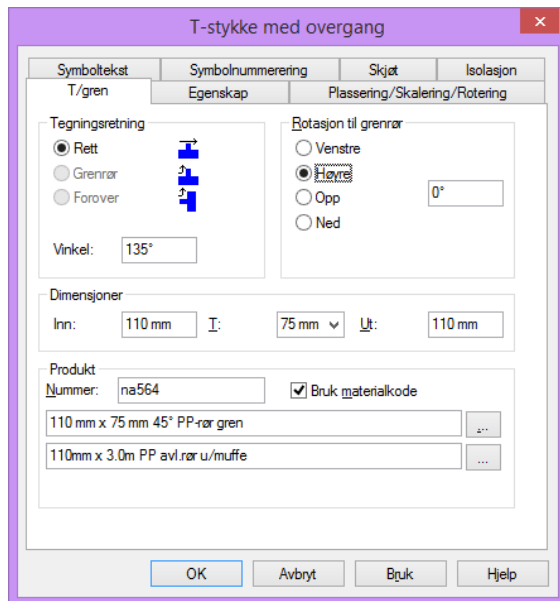 T-stykke med overgang
Symboltekst Symbolnummerering Skjøt Isolasjon
T/gren Egenskap Plassering/Skalering/Rotering
Tegningsretning
Rett
Grenrør
Forover
Vinkel: 135°
Rotasjon til grenrør
Venstre
Høyre
Opp 0°
Ned
Dimensjoner
Inn: 110 mm T: 75 mm Ut: 110 mm
Produkt
Nummer: na564 Bruk materialkode
110 mm x 75 mm 45° PP-rør gren ...
110mm x 3.0m PP avl.rør u/muffe ...
OK Avbryt Bruk Hjelp